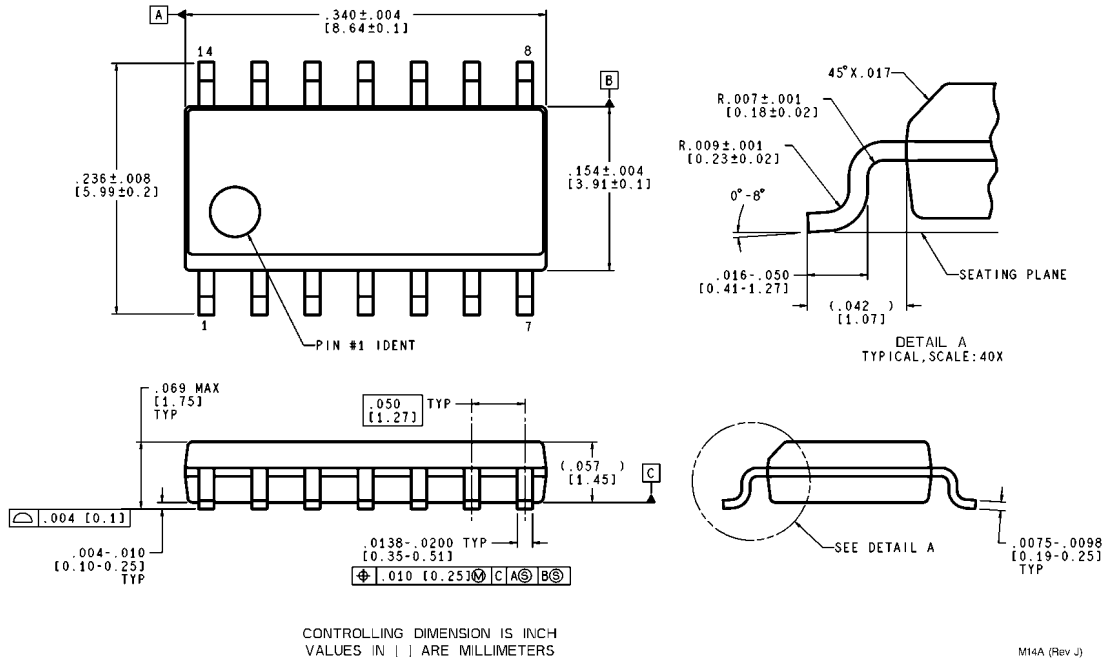 A
.340±.004
[8.64±0.1]
14
8
B
.236±.008
[5.99±0.2]
.154±.004
[3.91±0.1]
1
7
PIN #1 IDENT
45°X.017
R.007±.001
[0.18±0.02]
R.009±.001
[0.23±0.02]
0°-8°
SEATING PLANE
.016-.050
[0.41-1.27]
(.042 )
[1.07]
DETAIL A
TYPICAL, SCALE:40X
.069 MAX
[1.75]
TYP
.050
[1.27]
TYP
(.057 )
[1.45]
C
⌓ .004 [0.1]
.004-.010
[0.10-0.25]
TYP
.0138-.0200 TYP
[0.35-0.51]
⌖ .010 [0.25]Ⓜ C AⓈ BⓈ
SEE DETAIL A
.0075-.0098
[0.19-0.25]
TYP
CONTROLLING DIMENSION IS INCH
VALUES IN [ ] ARE MILLIMETERS
M14A (Rev J)